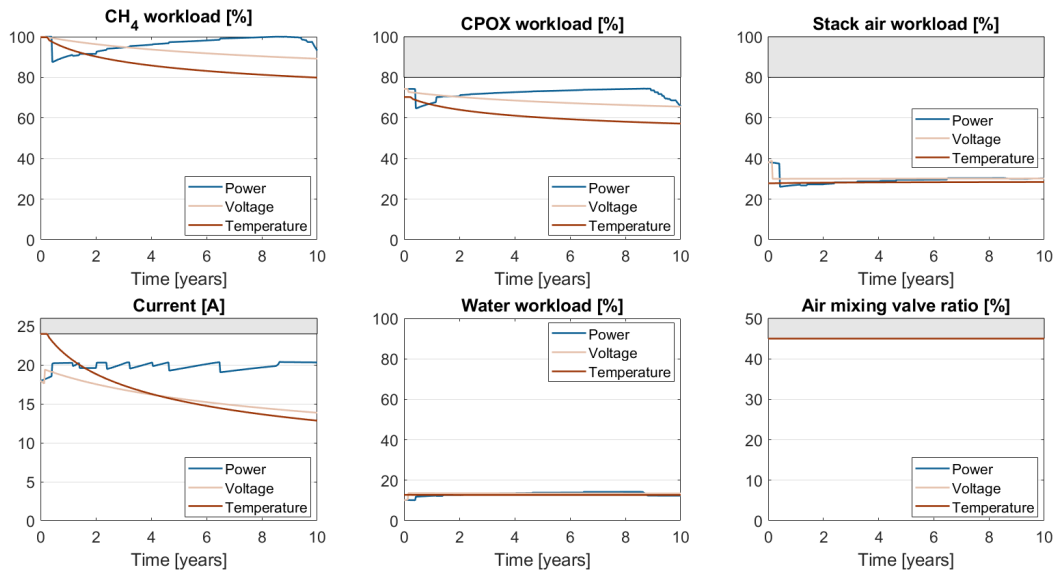 CH4 workload [%]
100
80
60
40
20
0
Power
Voltage
Temperature
0 2 4 6 8 10
Time [years]
CPOX workload [%]
100
80
60
40
20
0
Power
Voltage
Temperature
0 2 4 6 8 10
Time [years]
Stack air workload [%]
100
80
60
40
20
0
Power
Voltage
Temperature
0 2 4 6 8 10
Time [years]
Current [A]
25
20
15
10
5
0
Power
Voltage
Temperature
0 2 4 6 8 10
Time [years]
Water workload [%]
100
80
60
40
20
0
Power
Voltage
Temperature
0 2 4 6 8 10
Time [years]
Air mixing valve ratio [%]
50
40
30
20
10
0
Power
Voltage
Temperature
0 2 4 6 8 10
Time [years]